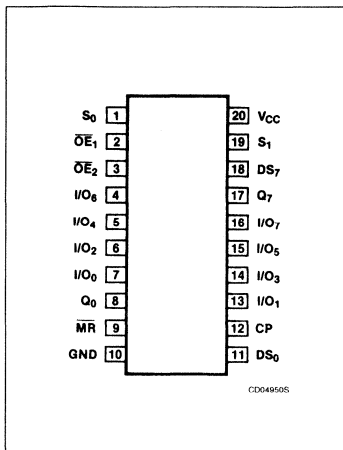 S0 1 20 VCC
OE1 2 19 S1
OE2 3 18 DS7
I/O6 4 17 Q7
I/O4 5 16 I/O7
I/O2 6 15 I/O5
I/O0 7 14 I/O3
Q0 8 13 I/O1
MR 9 12 CP
GND 10 11 DS0
CD04950S